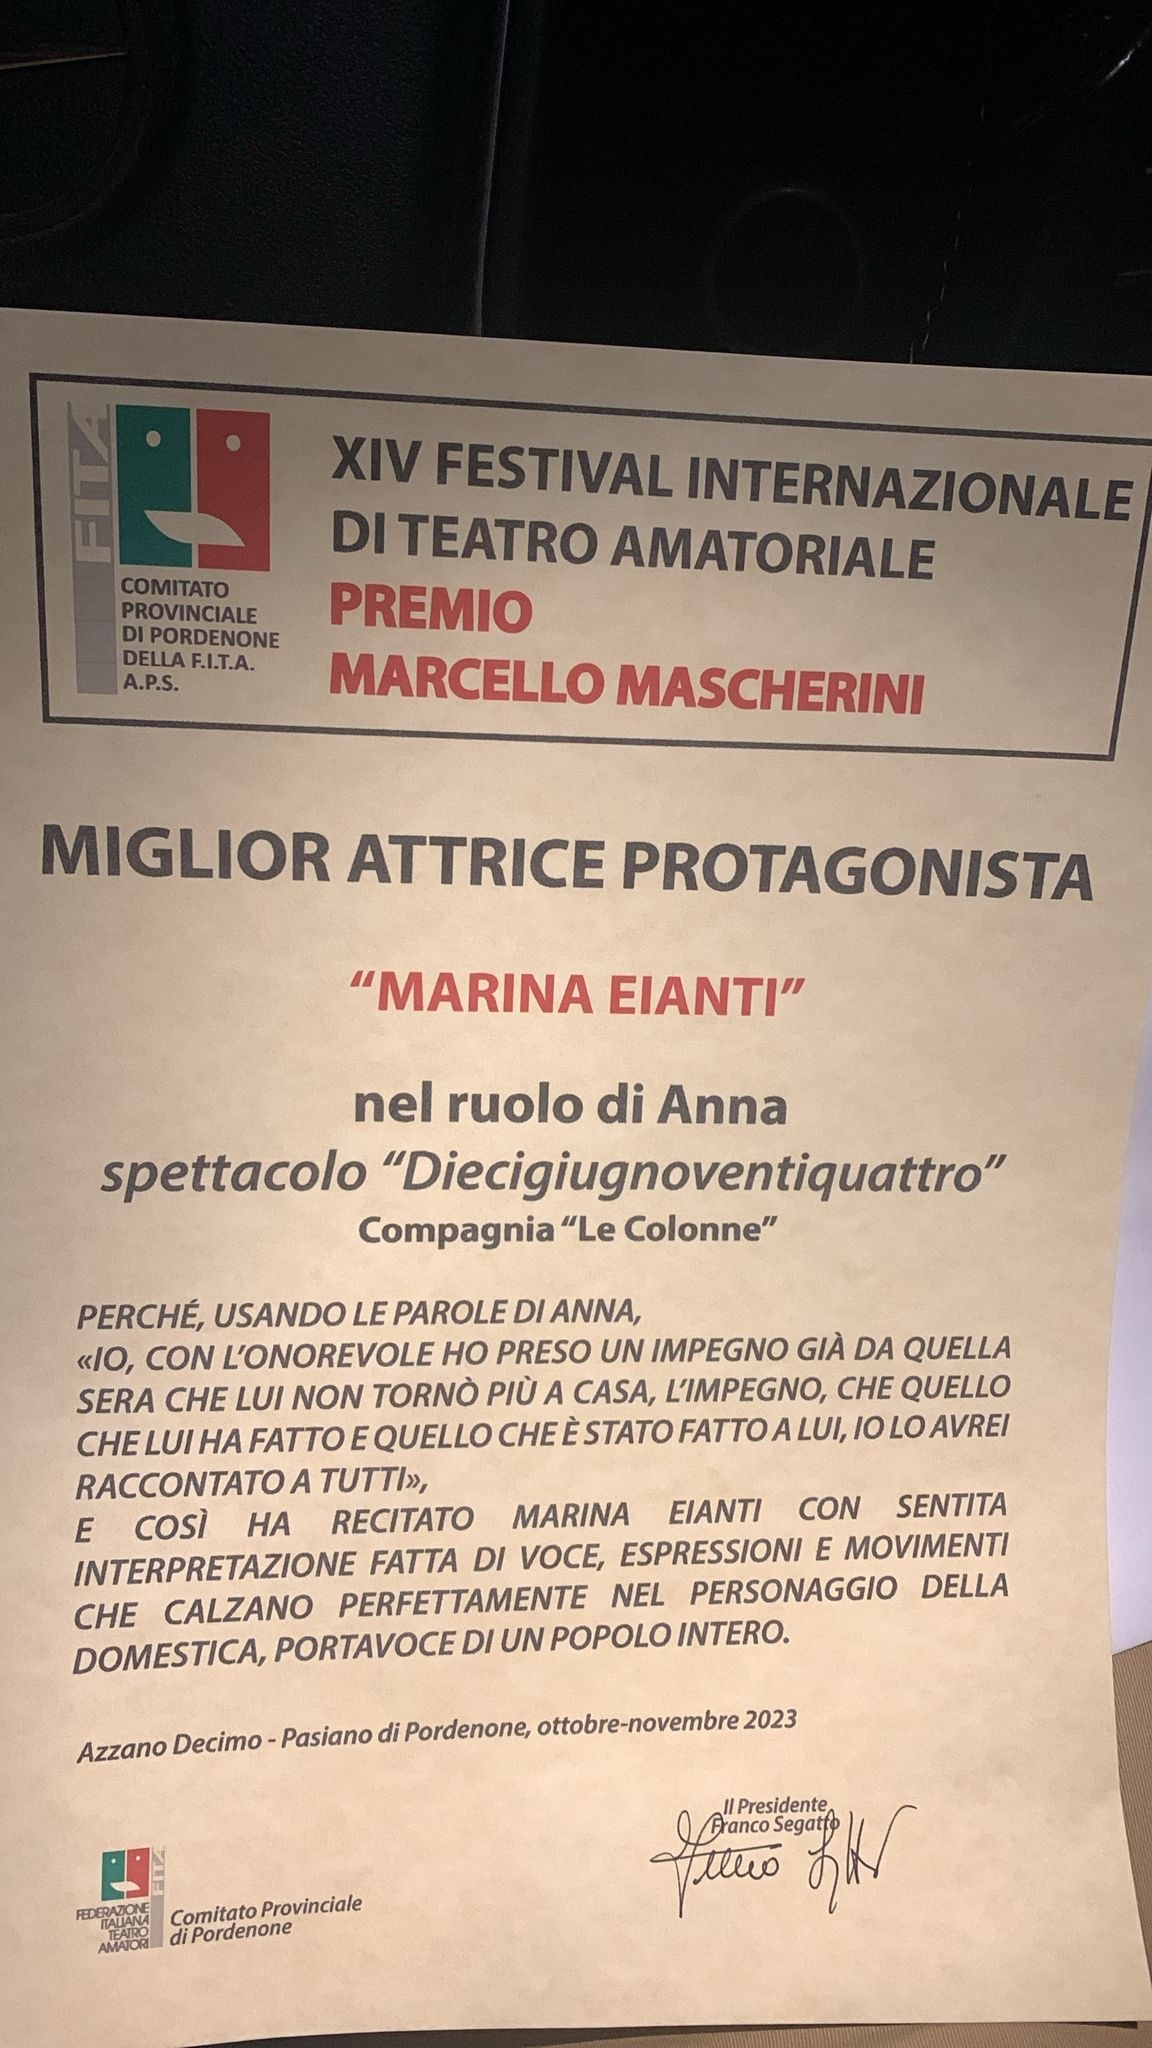 FITA
COMITATO
PROVINCIALE
DI PORDENONE
DELLA F.I.T.A.
A.P.S.
XIV FESTIVAL INTERNAZIONALE
DI TEATRO AMATORIALE
PREMIO
MARCELLO MASCHERINI
MIGLIOR ATTRICE PROTAGONISTA
“MARINA EIANTI”
nel ruolo di Anna
spettacolo “Diecigiugnoventiquattro”
Compagnia “Le Colonne”
PERCHÉ, USANDO LE PAROLE DI ANNA,
«IO, CON L’ONOREVOLE HO PRESO UN IMPEGNO GIÀ DA QUELLA
SERA CHE LUI NON TORNÒ PIÙ A CASA, L’IMPEGNO, CHE QUELLO
CHE LUI HA FATTO E QUELLO CHE È STATO FATTO A LUI, IO LO AVREI
RACCONTATO A TUTTI»,
E COSÌ HA RECITATO MARINA EIANTI CON SENTITA
INTERPRETAZIONE FATTA DI VOCE, ESPRESSIONI E MOVIMENTI
CHE CALZANO PERFETTAMENTE NEL PERSONAGGIO DELLA
DOMESTICA, PORTAVOCE DI UN POPOLO INTERO.
Azzano Decimo - Pasiano di Pordenone, ottobre-novembre 2023
Il Presidente
Franco Segatto
FITA
FEDERAZIONE
ITALIANA
TEATRO
AMATORI
Comitato Provinciale
di Pordenone